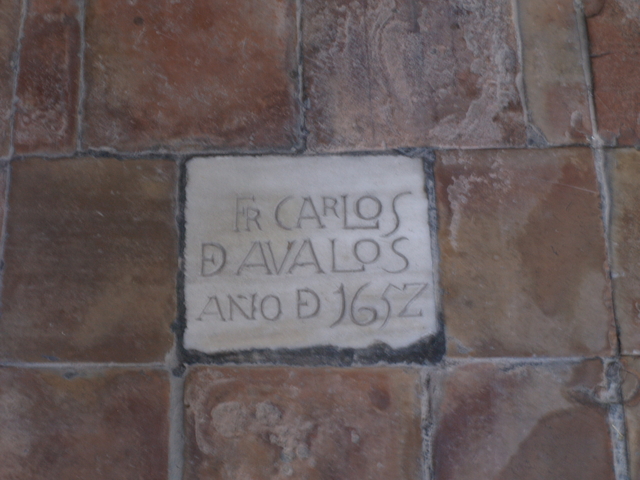 FR CARLOS
Đ AVALOS
AÑO Đ 1652